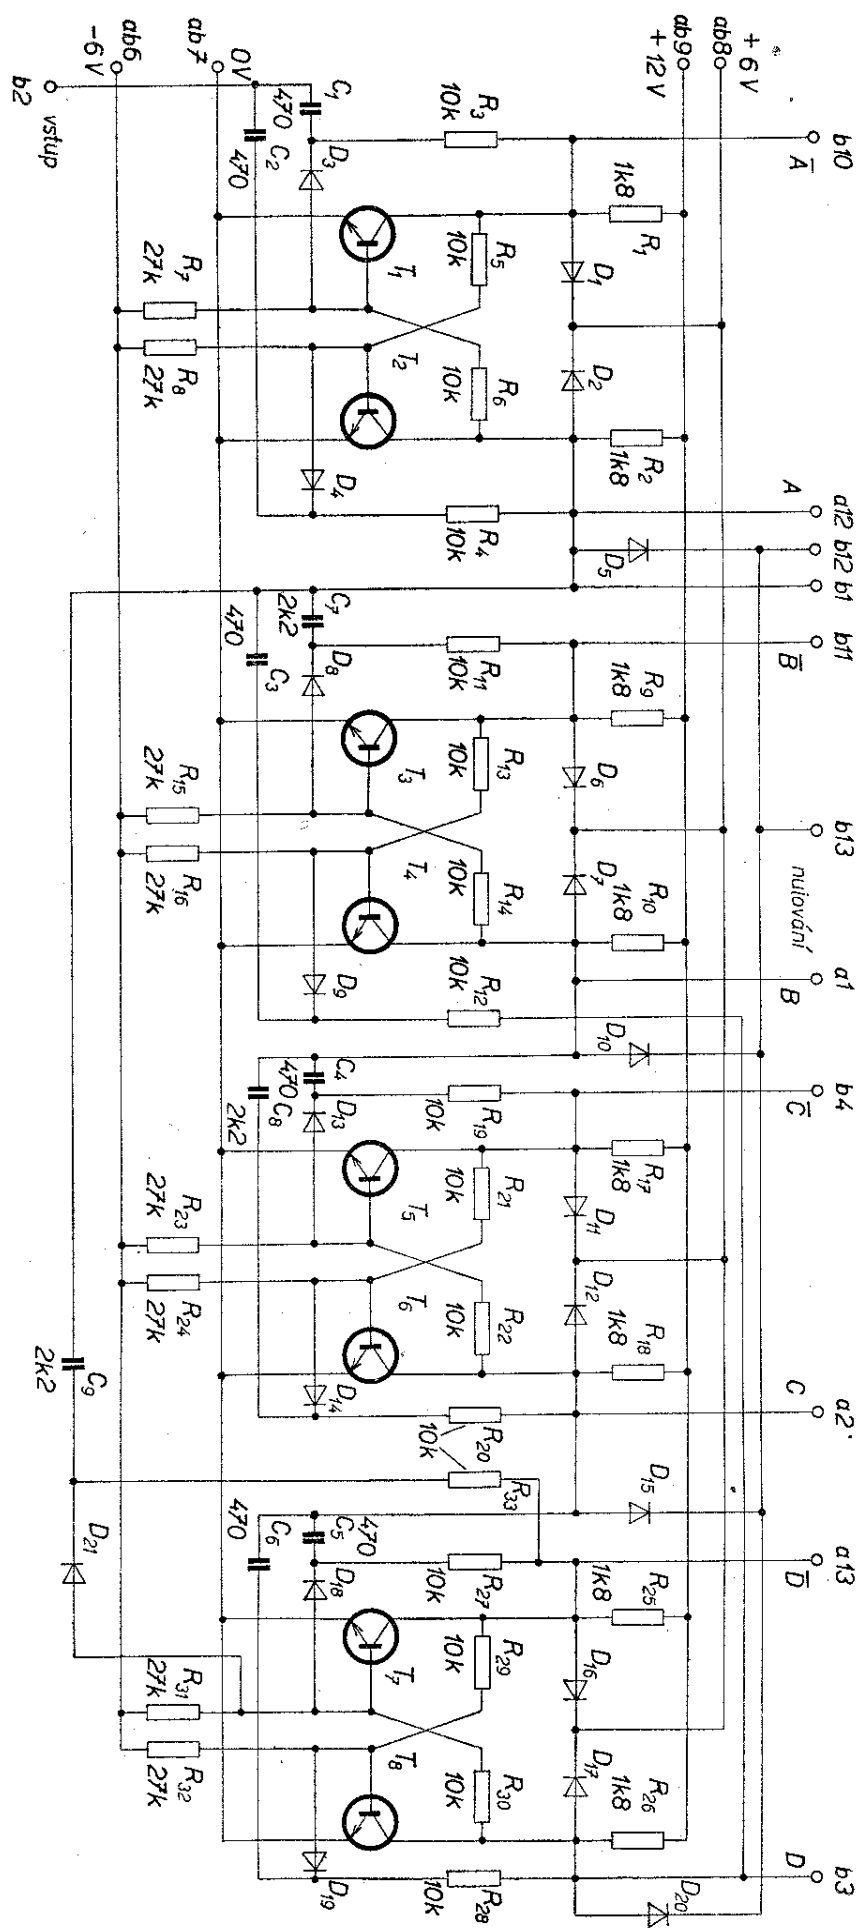 b10
Ā
a12
A
b12
b1
b11
B̄
b13
nulování
a1
B
b4
C̄
a2
C
a13
D̄
b3
D
+6V
ab8
ab9
+12V
ab7
0V
ab6
-6V
b2
vstup
C1
470
C2
470
D3
R3
10k
R1
1k8
D1
D2
R2
1k8
R5
10k
R6
10k
T1
T2
R7
27k
R8
27k
D4
R4
10k
D5
C7
2k2
C3
470
D8
R11
10k
R9
1k8
D6
D7
R10
1k8
R13
10k
R14
10k
T3
T4
R15
27k
R16
27k
D9
R12
10k
D10
C4
470
C8
2k2
D13
R19
10k
R17
1k8
D11
D12
R18
1k8
R21
10k
R22
10k
T5
T6
R23
27k
R24
27k
D14
R20
10k
R33
D15
C9
2k2
D21
C5
470
C6
470
D18
R27
10k
R25
1k8
D16
D17
R26
1k8
R29
10k
R30
10k
T7
T8
R31
27k
R32
27k
D19
R28
10k
D20